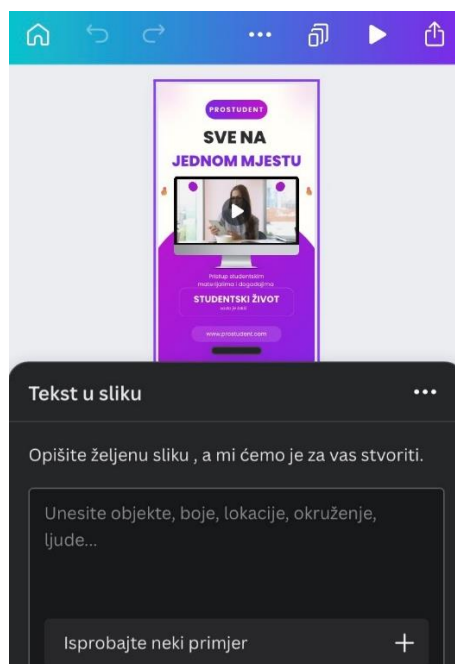 PROSTUDENT
SVE NA
JEDNOM MJESTU
Pristup studentskim
materijalima i događajima
STUDENTSKI ŽIVOT
www.prostudent.com
Tekst u sliku
Opišite željenu sliku , a mi ćemo je za vas stvoriti.
Unesite objekte, boje, lokacije, okruženje,
ljude...
Isprobajte neki primjer